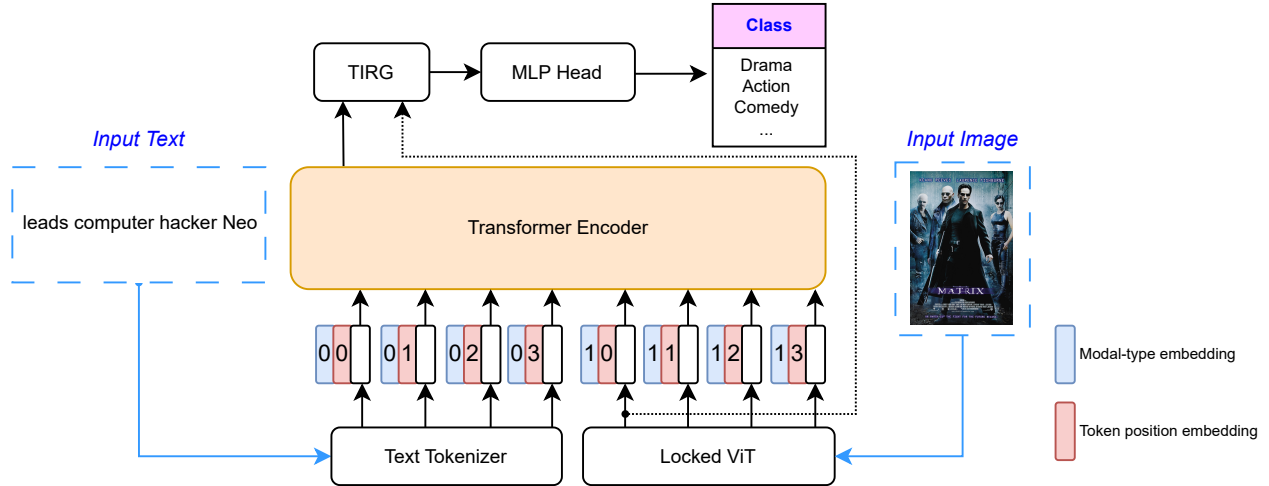 Class
TIRG
MLP Head
Drama
Action
Comedy
...
Input Text
Input Image
leads computer hacker Neo
Transformer Encoder
MATRIX
0 0 0 1 0 2 0 3 1 0 1 1 1 2 1 3
Modal-type embedding
Token position embedding
Text Tokenizer
Locked ViT